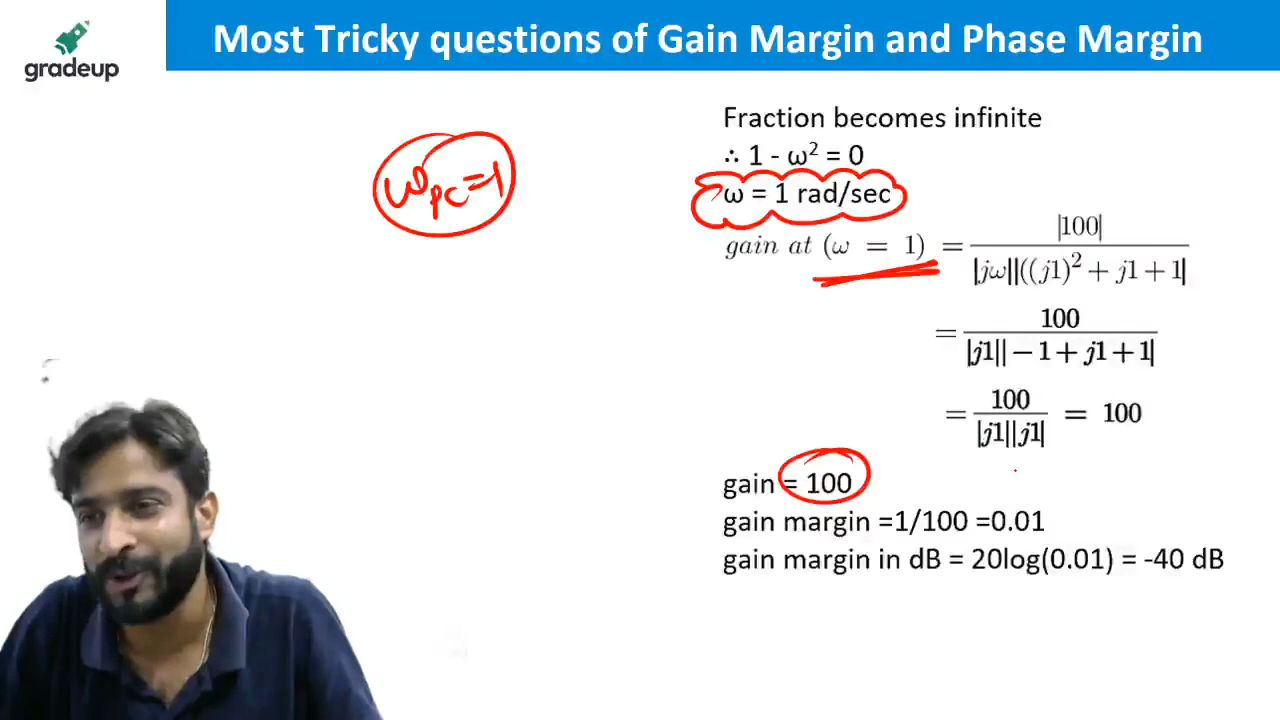 gradeup
Most Tricky questions of Gain Margin and Phase Margin
ωpc=1
Fraction becomes infinite
∴ 1 - ω² = 0
ω = 1 rad/sec
gain at (ω = 1) = |100| / |jω||((j1)² + j1 + 1|
= 100 / |j1|| − 1 + j1 + 1|
= 100 / |j1||j1| = 100
gain = 100
gain margin =1/100 =0.01
gain margin in dB = 20log(0.01) = -40 dB